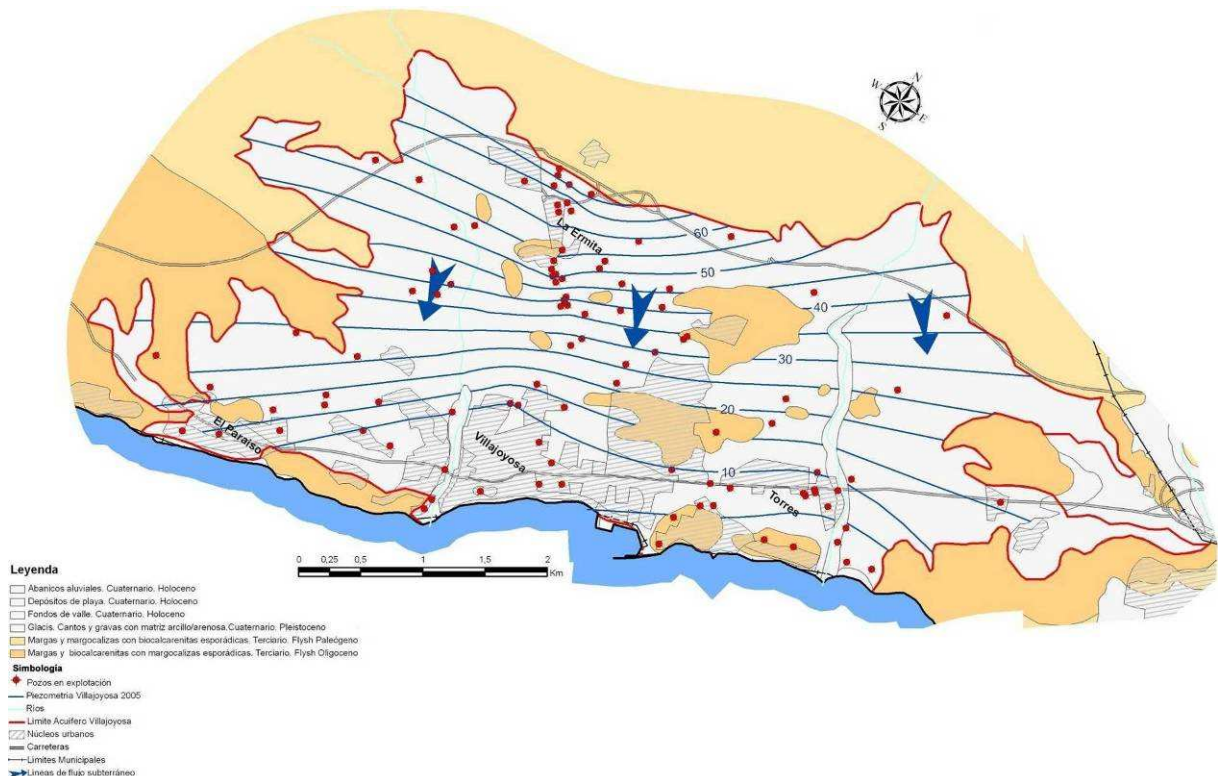 N
W
E
S
La Ermita
60
50
40
30
20
10
El Paraiso
Villajoyosa
Torres
0 0,25 0,5 1 1,5 2
Km
Leyenda
Abanicos aluviales. Cuaternario. Holoceno
Depósitos de playa. Cuaternario. Holoceno
Fondos de valle. Cuaternario. Holoceno
Glacis. Cantos y gravas con matriz arcillo/arenosa.Cuaternario. Pleistoceno
Margas y margocalizas con biocalcarenitas esporádicas. Terciario. Flysh Paleógeno
Margas y biocalcarenitas con margocalizas esporádicas. Terciario. Flysh Oligoceno
Simbología
Pozos en explotación
Piezometria Villajoyosa 2005
Ríos
Limite Acuifero Villajoyosa
Núcleos urbanos
Carreteras
Limites Municipales
Lineas de flujo subterráneo